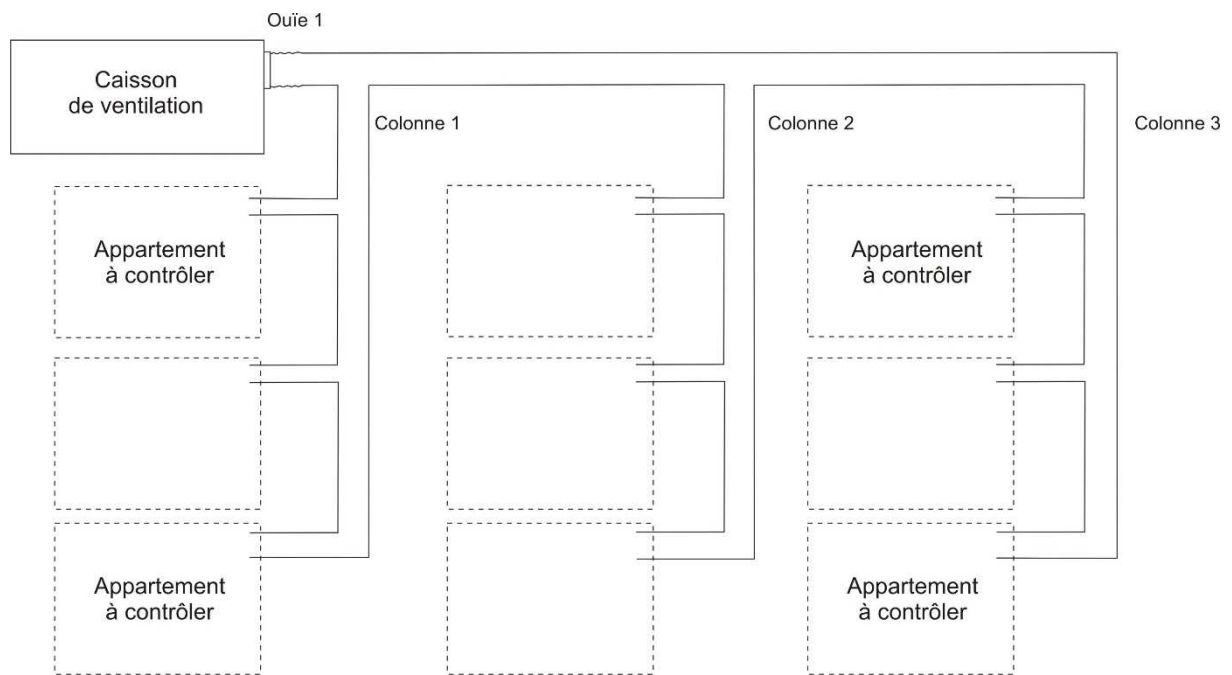 Ouïe 1
Caisson
de ventilation
Colonne 1
Colonne 2
Colonne 3
Appartement
à contrôler
Appartement
à contrôler
Appartement
à contrôler
Appartement
à contrôler